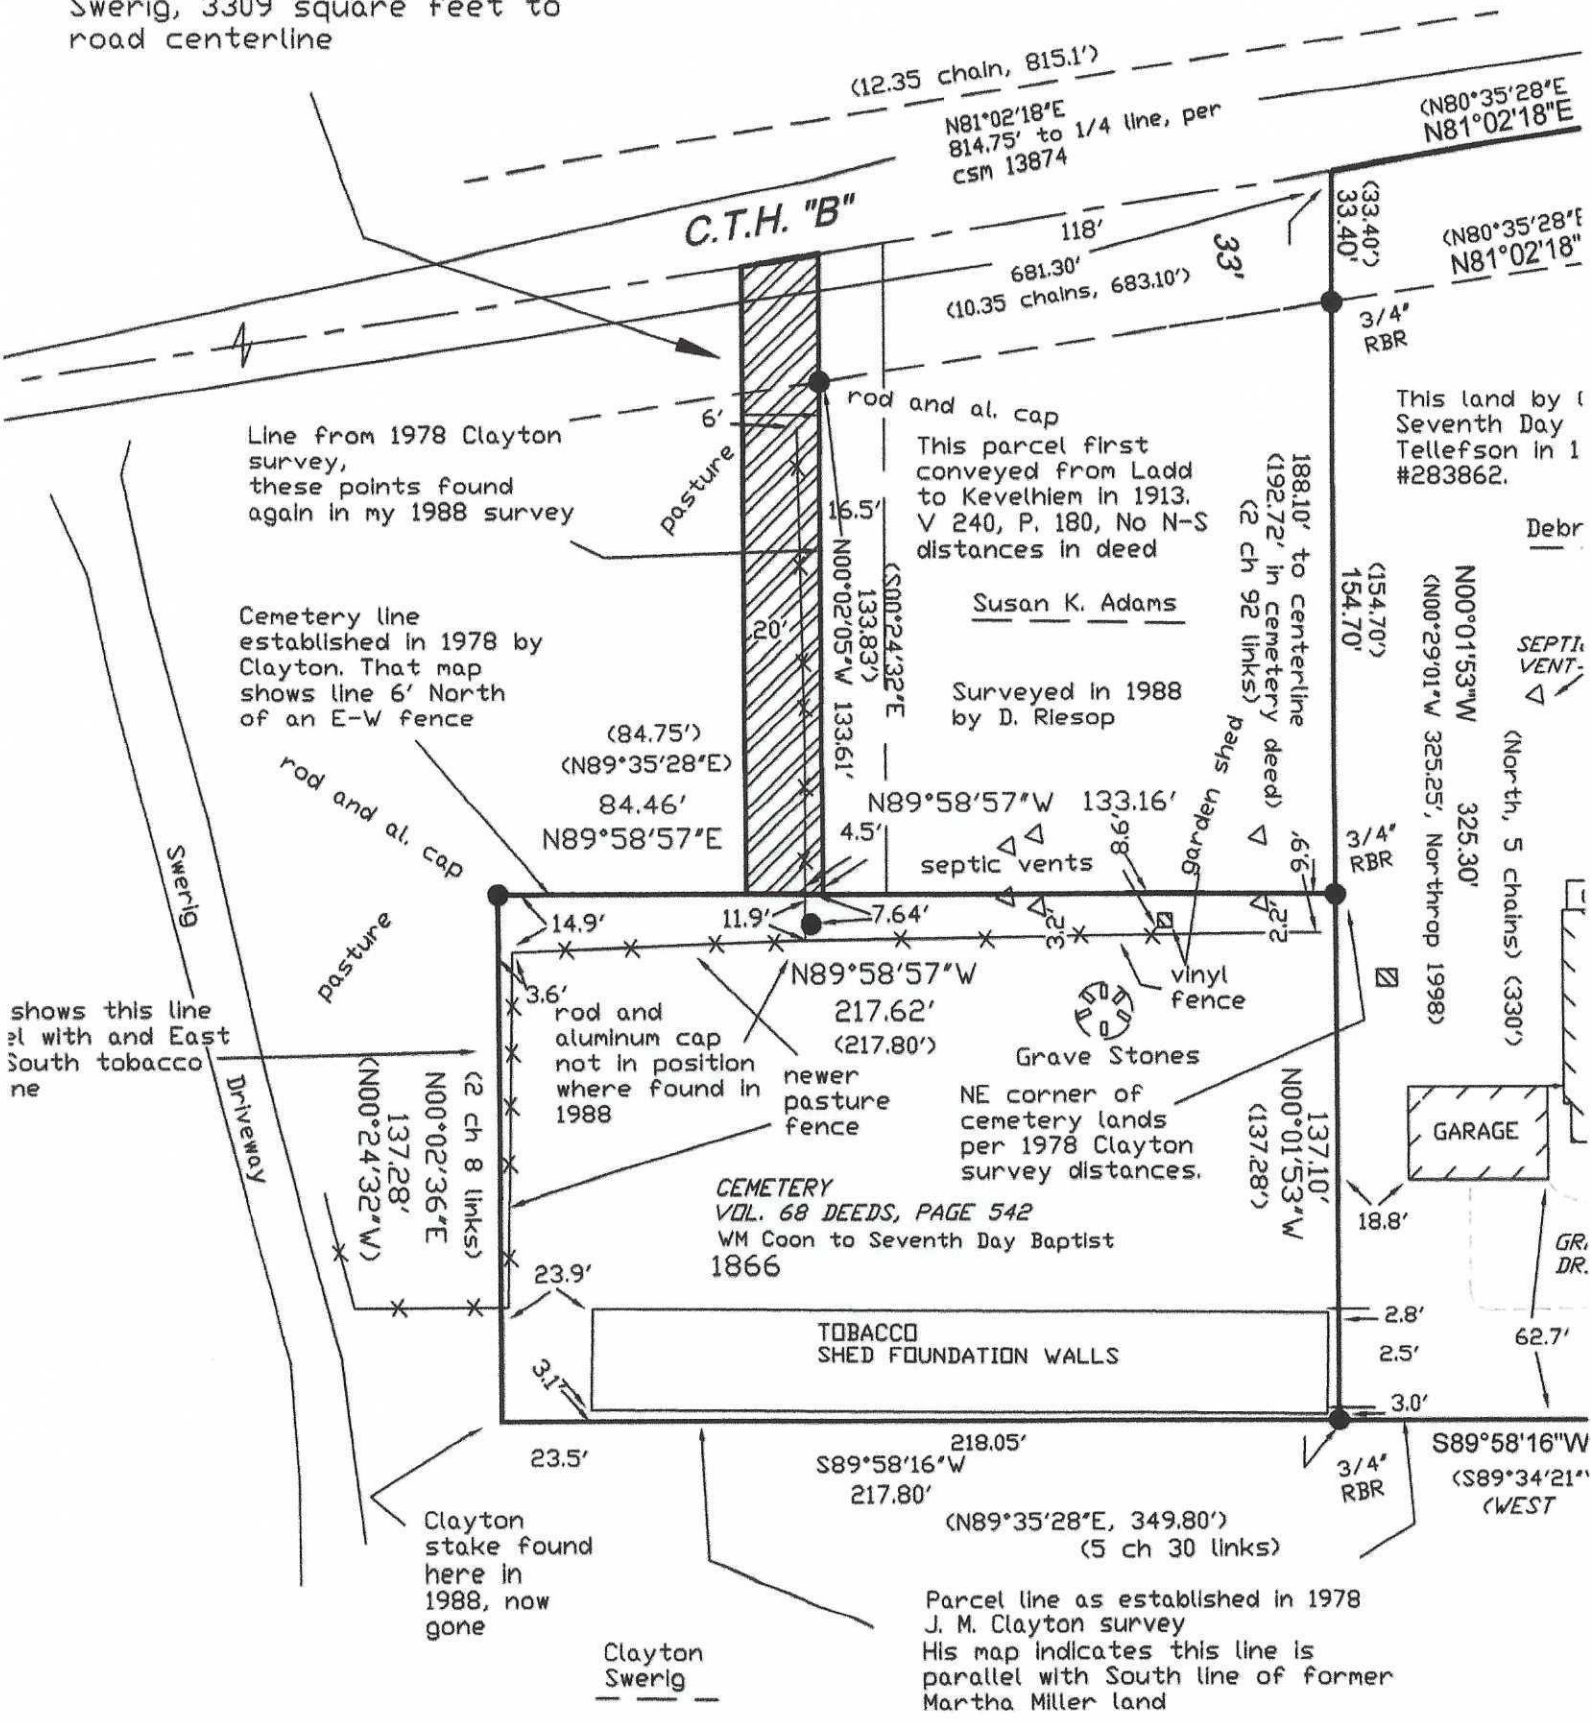 Swerig, 3309 square feet to
road centerline
(12.35 chain, 815.1')
N81°02'18"E
814.75' to 1/4 line, per
csm 13874
(N80°35'28"E
N81°02'18"E
C.T.H. "B"
118'
681.30'
(10.35 chains, 683.10')
33'
(33.40')
33.40'
(N80°35'28"E
N81°02'18"
3/4"
RBR
6'
rod and al. cap
Line from 1978 Clayton
survey,
these points found
again in my 1988 survey
pasture
16.5'
This parcel first
conveyed from Ladd
to Kevelhiem in 1913.
V 240, P. 180, No N-S
distances in deed
188.10' to centerline
(192.72' in cemetery deed)
(2 ch 92 links)
This land by
Seventh Day
Tellefson in 1
#283862.
Debr
Cemetery line
established in 1978 by
Clayton. That map
shows line 6' North
of an E-W fence
20'
(S00°24'32"E
133.83')
N00°02'05"W 133.61'
Susan K. Adams
Surveyed in 1988
by D. Riesop
(154.70')
154.70'
N00°01'53"W 325.30'
(N00°29'01"W 325.25', Northrop 1998)
(North, 5 chains) (330')
SEPTI
VENT
(84.75')
(N89°35'28"E)
84.46'
N89°58'57"E
rod and al. cap
N89°58'57"W 133.16'
4.5'
septic vents
8.6'
garden shed
6.6'
3/4"
RBR
Swerig
Driveway
pasture
14.9'
11.9'
7.64'
3.2'
2.2'
3.6'
shows this line
el with and East
South tobacco
ne
rod and
aluminum cap
not in position
where found in
1988
N89°58'57"W
217.62'
(217.80')
newer
pasture
fence
vinyl
fence
Grave Stones
NE corner of
cemetery lands
per 1978 Clayton
survey distances.
(2 ch 8 links)
N00°02'36"E
137.28'
(N00°24'32"W)
137.10'
N00°01'53"W
(137.28')
GARAGE
18.8'
CEMETERY
VOL. 68 DEEDS, PAGE 542
WM Coon to Seventh Day Baptist
1866
GR
DR.
23.9'
TOBACCO
SHED FOUNDATION WALLS
2.8'
2.5'
3.0'
62.7'
3.1'
23.5'
218.05'
S89°58'16"W
217.80'
(N89°35'28"E, 349.80')
(5 ch 30 links)
3/4"
RBR
S89°58'16"W
(S89°34'21"
(WEST
Clayton
stake found
here in
1988, now
gone
Clayton
Swerig
Parcel line as established in 1978
J. M. Clayton survey
His map indicates this line is
parallel with South line of former
Martha Miller land